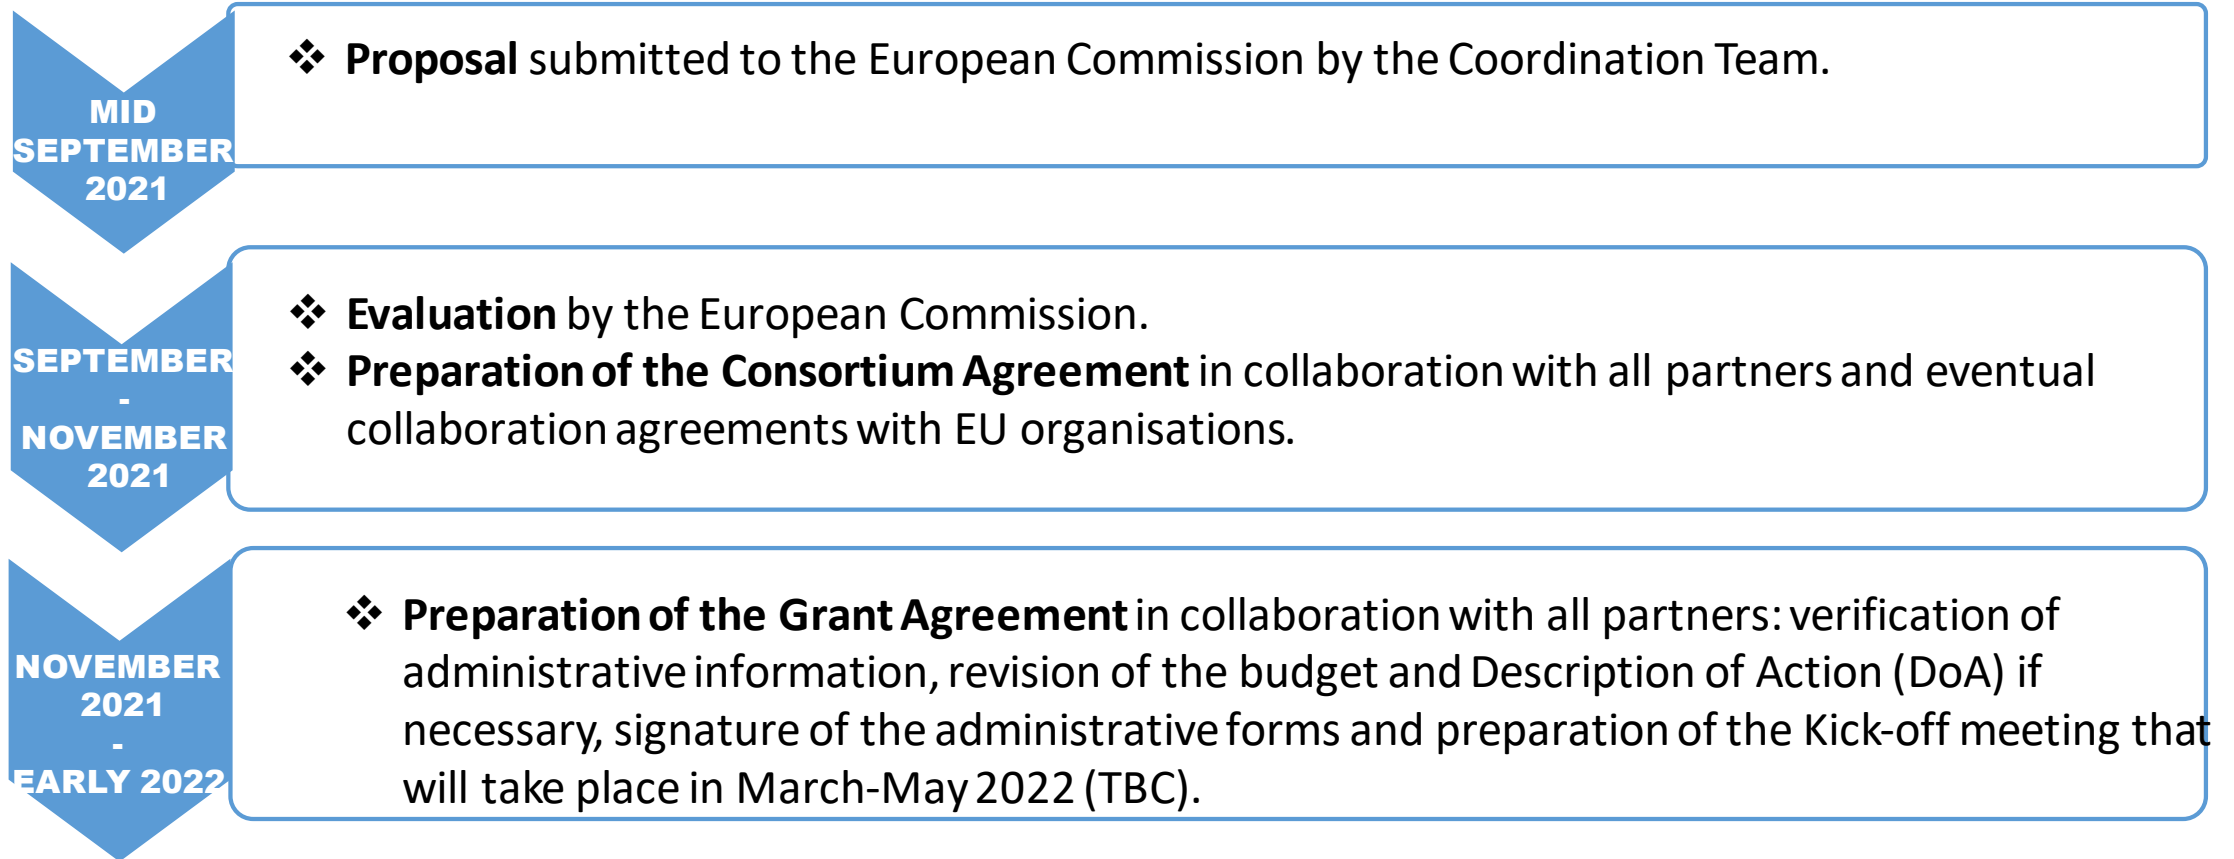 MID
SEPTEMBER
2021
❖ Proposal submitted to the European Commission by the Coordination Team.
SEPTEMBER
-
NOVEMBER
2021
❖ Evaluation by the European Commission.
❖ Preparation of the Consortium Agreement in collaboration with all partners and eventual
collaboration agreements with EU organisations.
NOVEMBER
2021
-
EARLY 2022
❖ Preparation of the Grant Agreement in collaboration with all partners: verification of
administrative information, revision of the budget and Description of Action (DoA) if
necessary, signature of the administrative forms and preparation of the Kick-off meeting that
will take place in March-May 2022 (TBC).